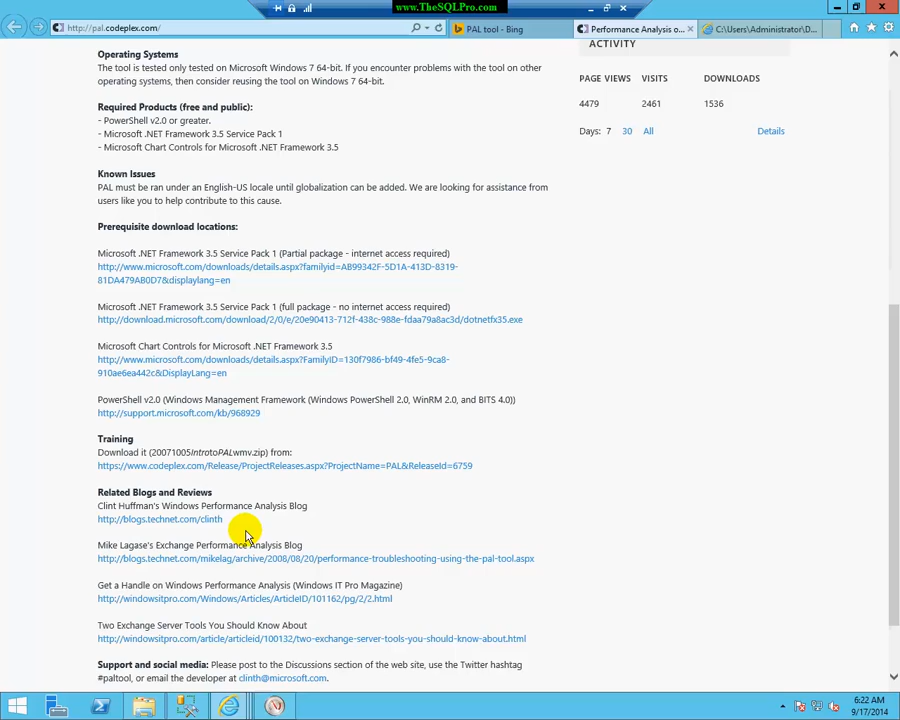 www.TheSQLPro.com
http://pal.codeplex.com/
PAL tool - Bing
Performance Analysis o...
C:\Users\Administrator\D...
ACTIVITY
PAGE VIEWS VISITS DOWNLOADS
4479 2461 1536
Days: 7 30 All Details
Operating Systems
The tool is tested only tested on Microsoft Windows 7 64-bit. If you encounter problems with the tool on other
operating systems, then consider reusing the tool on Windows 7 64-bit.
Required Products (free and public):
- PowerShell v2.0 or greater.
- Microsoft .NET Framework 3.5 Service Pack 1
- Microsoft Chart Controls for Microsoft .NET Framework 3.5
Known Issues
PAL must be ran under an English-US locale until globalization can be added. We are looking for assistance from
users like you to help contribute to this cause.
Prerequisite download locations:
Microsoft .NET Framework 3.5 Service Pack 1 (Partial package - internet access required)
http://www.microsoft.com/downloads/details.aspx?familyid=AB99342F-5D1A-413D-8319-
81DA479AB0D7&displaylang=en
Microsoft .NET Framework 3.5 Service Pack 1 (full package - no internet access required)
http://download.microsoft.com/download/2/0/e/20e90413-712f-438c-988e-fdaa79a8ac3d/dotnetfx35.exe
Microsoft Chart Controls for Microsoft .NET Framework 3.5
http://www.microsoft.com/downloads/details.aspx?FamilyID=130f7986-bf49-4fe5-9ca8-
910ae6ea442c&DisplayLang=en
PowerShell v2.0 (Windows Management Framework (Windows PowerShell 2.0, WinRM 2.0, and BITS 4.0))
http://support.microsoft.com/kb/968929
Training
Download it (20071005IntrotoPALwmv.zip) from:
https://www.codeplex.com/Release/ProjectReleases.aspx?ProjectName=PAL&ReleaseId=6759
Related Blogs and Reviews
Clint Huffman's Windows Performance Analysis Blog
http://blogs.technet.com/clinth
Mike Lagase's Exchange Performance Analysis Blog
http://blogs.technet.com/mikelag/archive/2008/08/20/performance-troubleshooting-using-the-pal-tool.aspx
Get a Handle on Windows Performance Analysis (Windows IT Pro Magazine)
http://windowsitpro.com/Windows/Articles/ArticleID/101162/pg/2/2.html
Two Exchange Server Tools You Should Know About
http://windowsitpro.com/article/articleid/100132/two-exchange-server-tools-you-should-know-about.html
Support and social media: Please post to the Discussions section of the web site, use the Twitter hashtag
#paltool, or email the developer at clinth@microsoft.com.
6:22 AM
9/17/2014